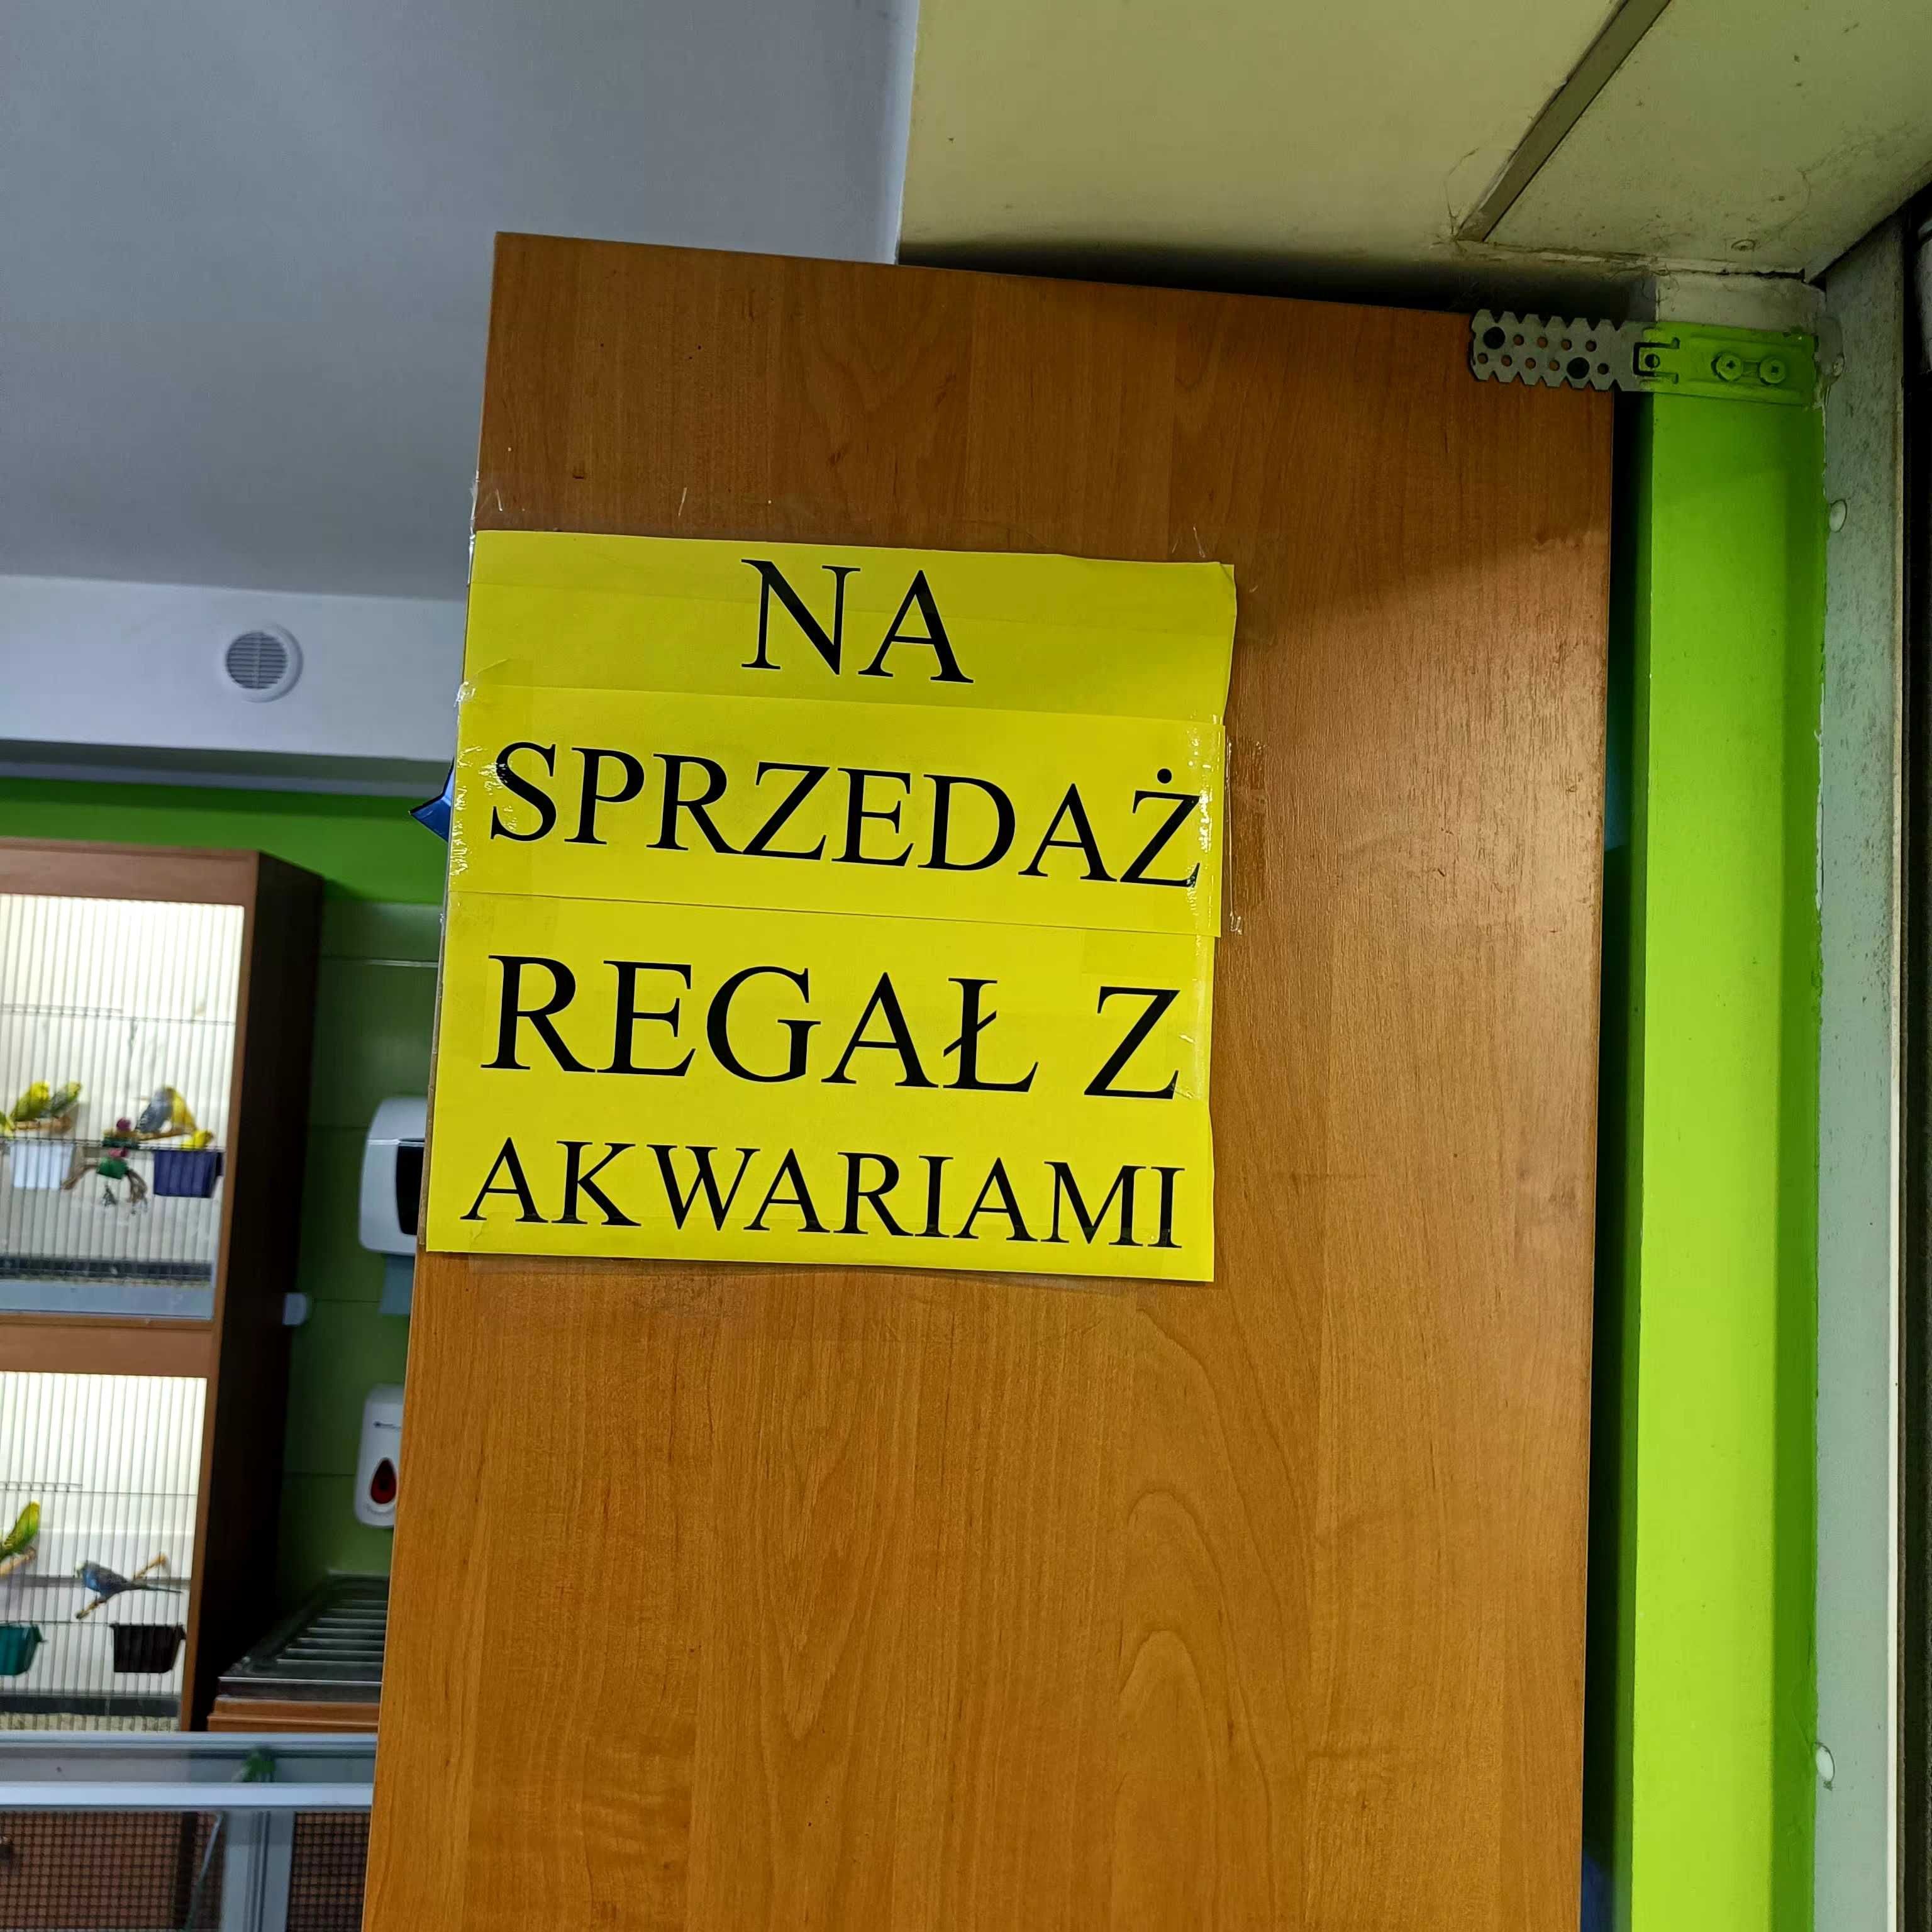 NA
SPRZEDAŻ
REGAŁ Z
AKWARIAMI